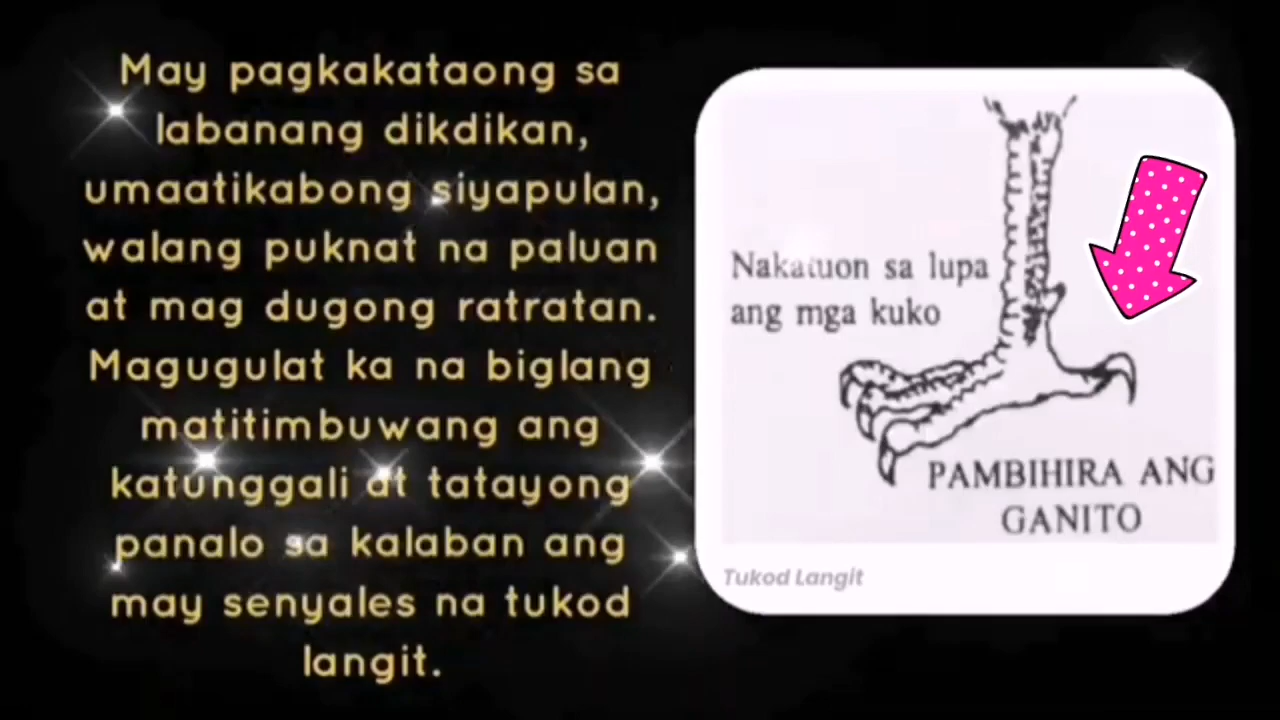 May pagkakataong sa
labanang dikdikan,
umaatikabong siyapulan,
walang puknat na paluan
at mag dugong ratratan.
Magugulat ka na biglang
matitimbuwang ang
katunggali at tatayong
panalo sa kalaban ang
may senyales na tukod
langit.
Nakatuon sa lupa
ang mga kuko
PAMBIHIRA ANG
GANITO
Tukod Langit